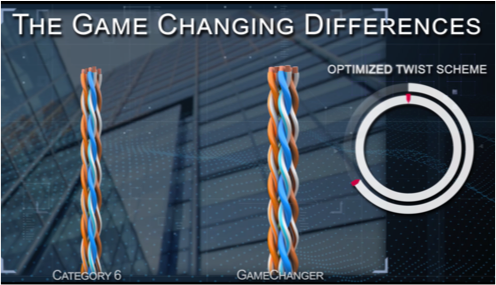 THE GAME CHANGING DIFFERENCES
OPTIMIZED TWIST SCHEME
CATEGORY 6
GAMECHANGER